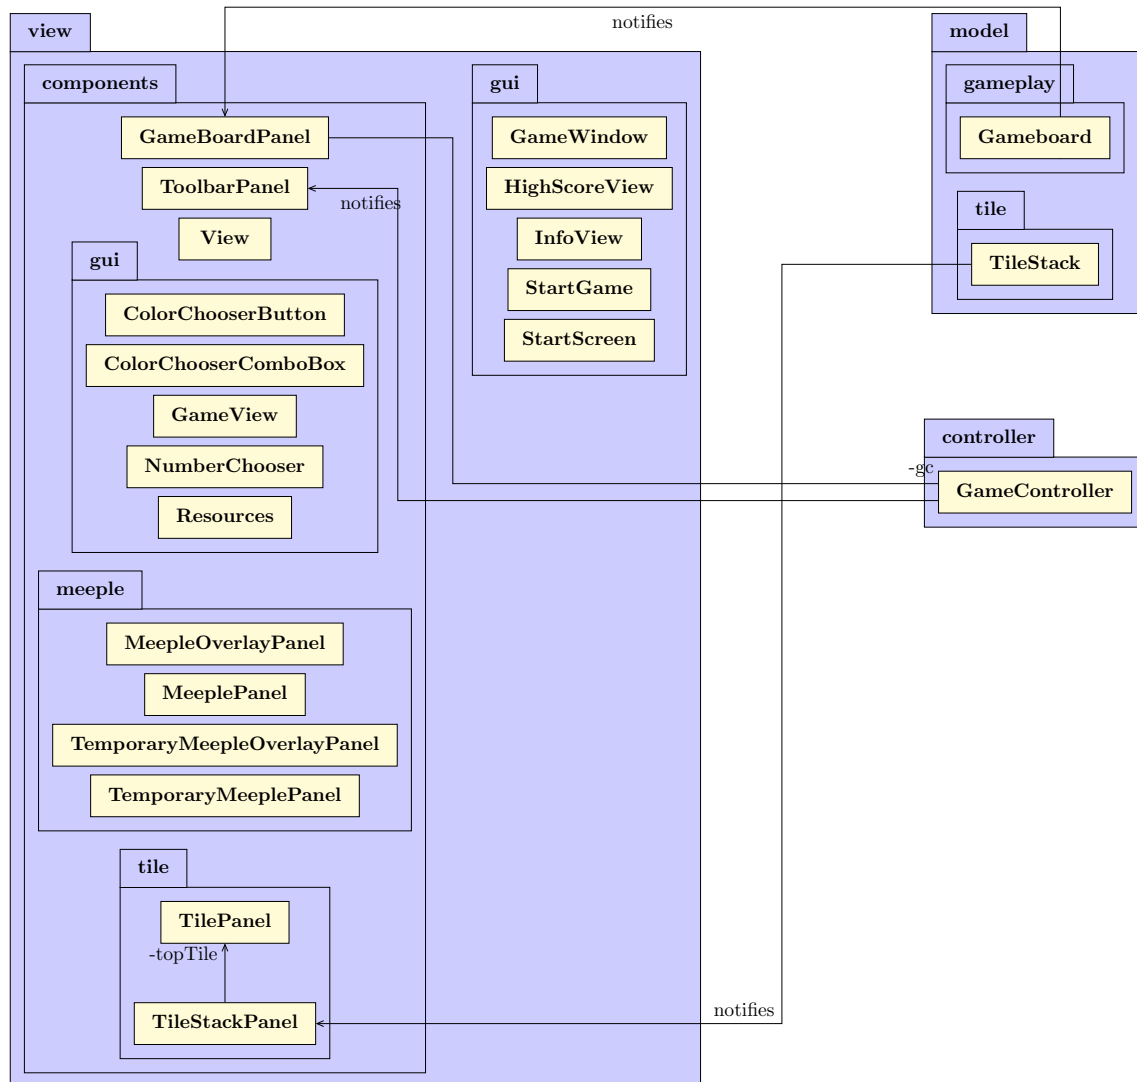 notifies
view
model
components
gui
gameplay
GameBoardPanel
GameWindow
Gameboard
ToolbarPanel
HighScoreView
notifies
tile
View
InfoView
gui
TileStack
StartGame
ColorChooserButton
StartScreen
ColorChooserComboBox
GameView
controller
NumberChooser
-gc
GameController
Resources
meeple
MeepleOverlayPanel
MeeplePanel
TemporaryMeepleOverlayPanel
TemporaryMeeplePanel
tile
TilePanel
-topTile
notifies
TileStackPanel